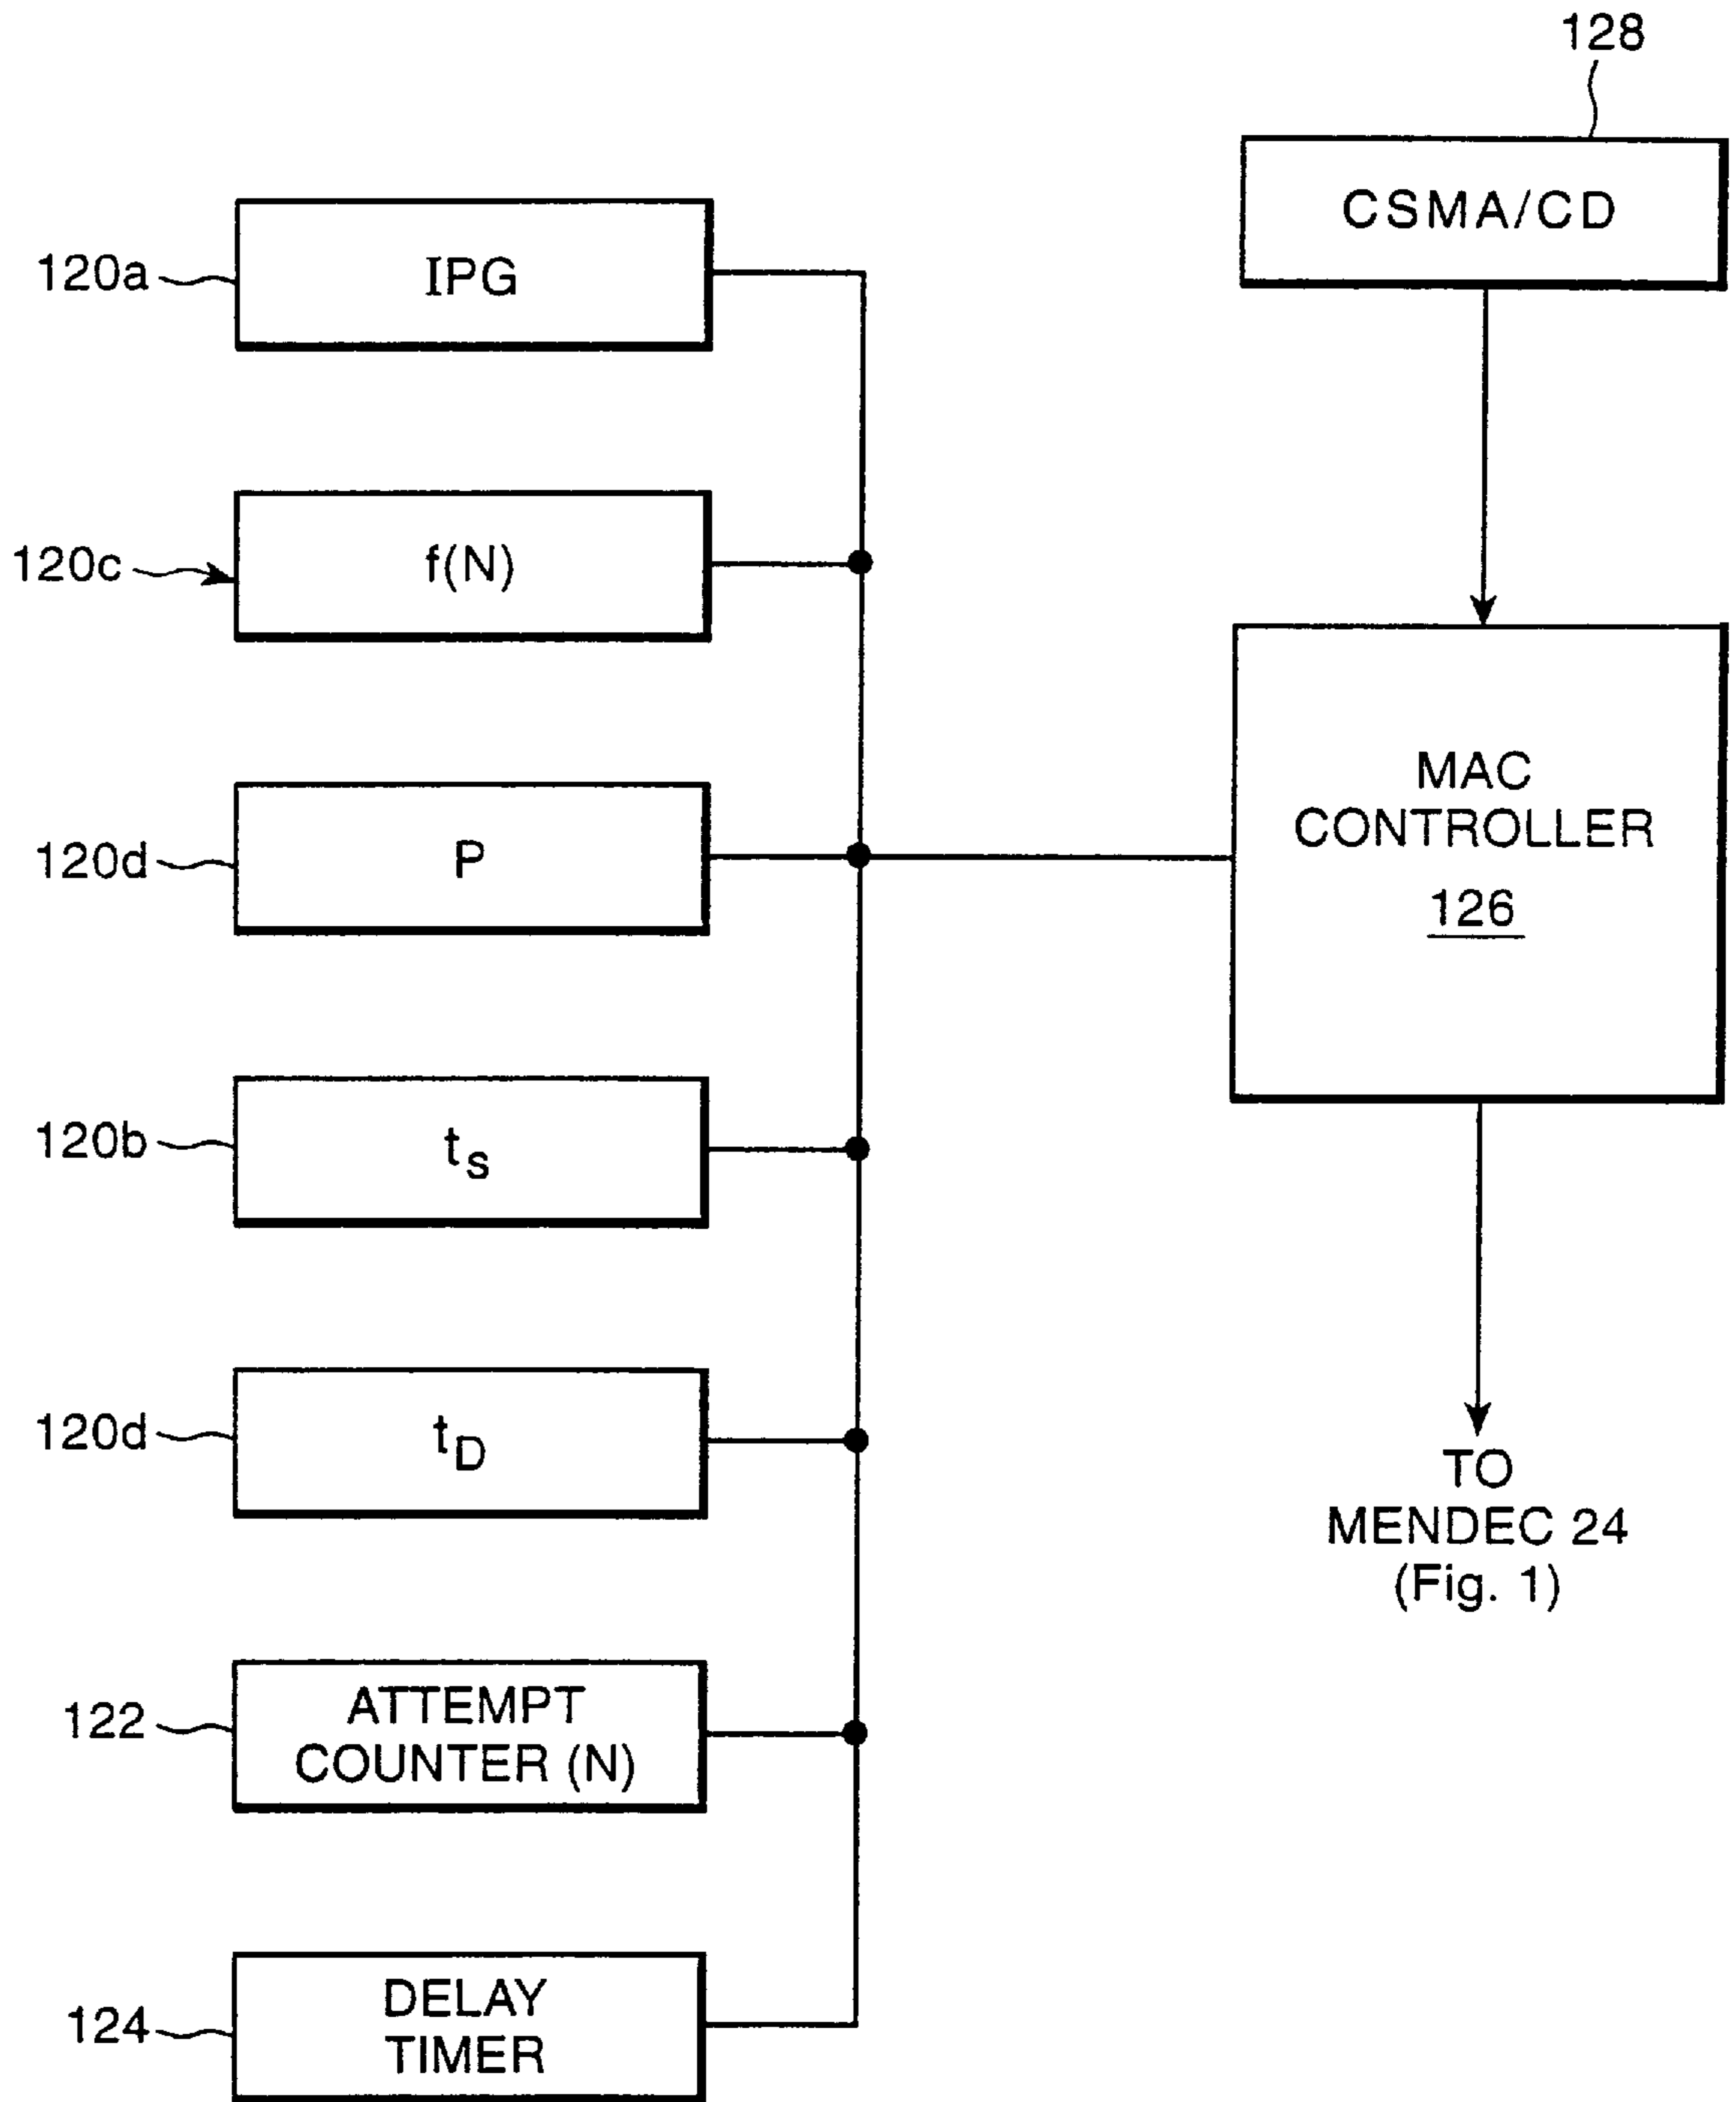 128
CSMA/CD
120a
IPG
120c
f(N)
120d
P
MAC
CONTROLLER
126
120b
tS
120d
tD
TO
MENDEC 24
(Fig. 1)
122
ATTEMPT
COUNTER (N)
124
DELAY
TIMER